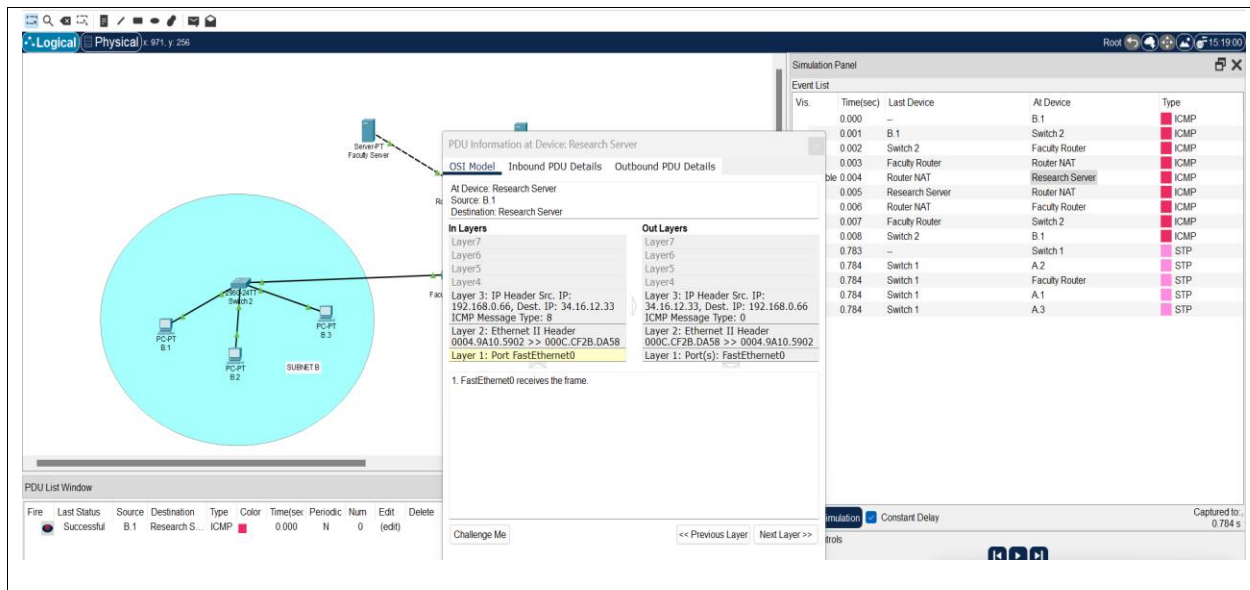 Logical Physical x: 971, y: 256 Root 15:19:00
Simulation Panel
Event List
Vis. Time(sec) Last Device At Device Type
0.000 -- B.1 ICMP
0.001 B.1 Switch 2 ICMP
0.002 Switch 2 Faculty Router ICMP
0.003 Faculty Router Router NAT ICMP
0.004 Router NAT Research Server ICMP
0.005 Research Server Router NAT ICMP
0.006 Router NAT Faculty Router ICMP
0.007 Faculty Router Switch 2 ICMP
0.008 Switch 2 B.1 ICMP
0.783 -- Switch 1 STP
0.784 Switch 1 A.2 STP
0.784 Switch 1 Faculty Router STP
0.784 Switch 1 A.1 STP
0.784 Switch 1 A.3 STP
Server-PT
Faculty Server
2960-24TT
Switch 2
PC-PT
B.1
PC-PT
B.2
PC-PT
B.3
SUBNET B
PDU Information at Device: Research Server
OSI Model Inbound PDU Details Outbound PDU Details
At Device: Research Server
Source: B.1
Destination: Research Server
In Layers Out Layers
Layer7 Layer7
Layer6 Layer6
Layer5 Layer5
Layer4 Layer4
Layer 3: IP Header Src. IP: Layer 3: IP Header Src. IP:
192.168.0.66, Dest. IP: 34.16.12.33 34.16.12.33, Dest. IP: 192.168.0.66
ICMP Message Type: 8 ICMP Message Type: 0
Layer 2: Ethernet II Header Layer 2: Ethernet II Header
0004.9A10.5902 >> 000C.CF2B.DA58 000C.CF2B.DA58 >> 0004.9A10.5902
Layer 1: Port FastEthernet0 Layer 1: Port(s): FastEthernet0
1. FastEthernet0 receives the frame.
Challenge Me << Previous Layer Next Layer >>
Constant Delay Captured to:
0.784 s
PDU List Window
Fire Last Status Source Destination Type Color Time(sec Periodic Num Edit Delete
Successful B.1 Research S... ICMP 0.000 N 0 (edit)